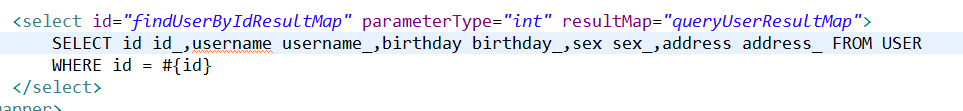 <select id="findUserByIdResultMap" parameterType="int" resultMap="queryUserResultMap">
SELECT id id_,username username_,birthday birthday_,sex sex_,address address_ FROM USER
WHERE id = #{id}
</select>